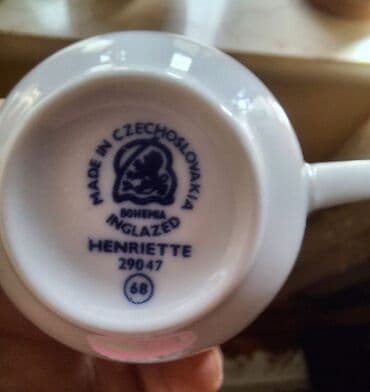 MADE IN CZECHOSLOVAKIA
BOHEMIA
INGLAZED
HENRIETTE
29047
68